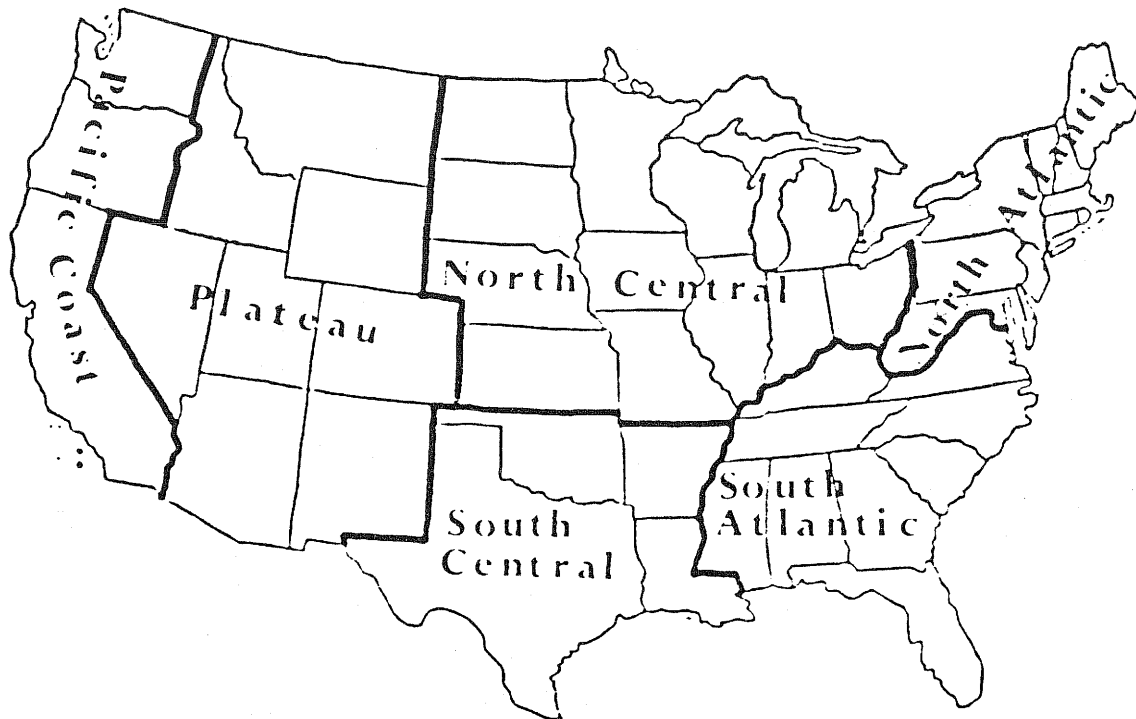 Pacific Coast
Plateau
North Central
North Atlantic
South
Central
South
Atlantic